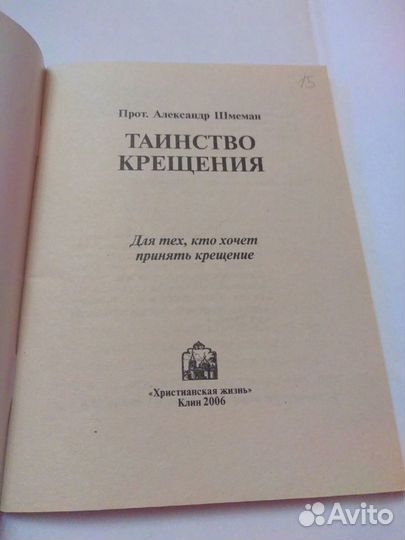 15
Прот. Александр Шмеман
ТАИНСТВО
КРЕЩЕНИЯ
Для тех, кто хочет
принять крещение
«Христианская жизнь»
Клин 2006
Avito